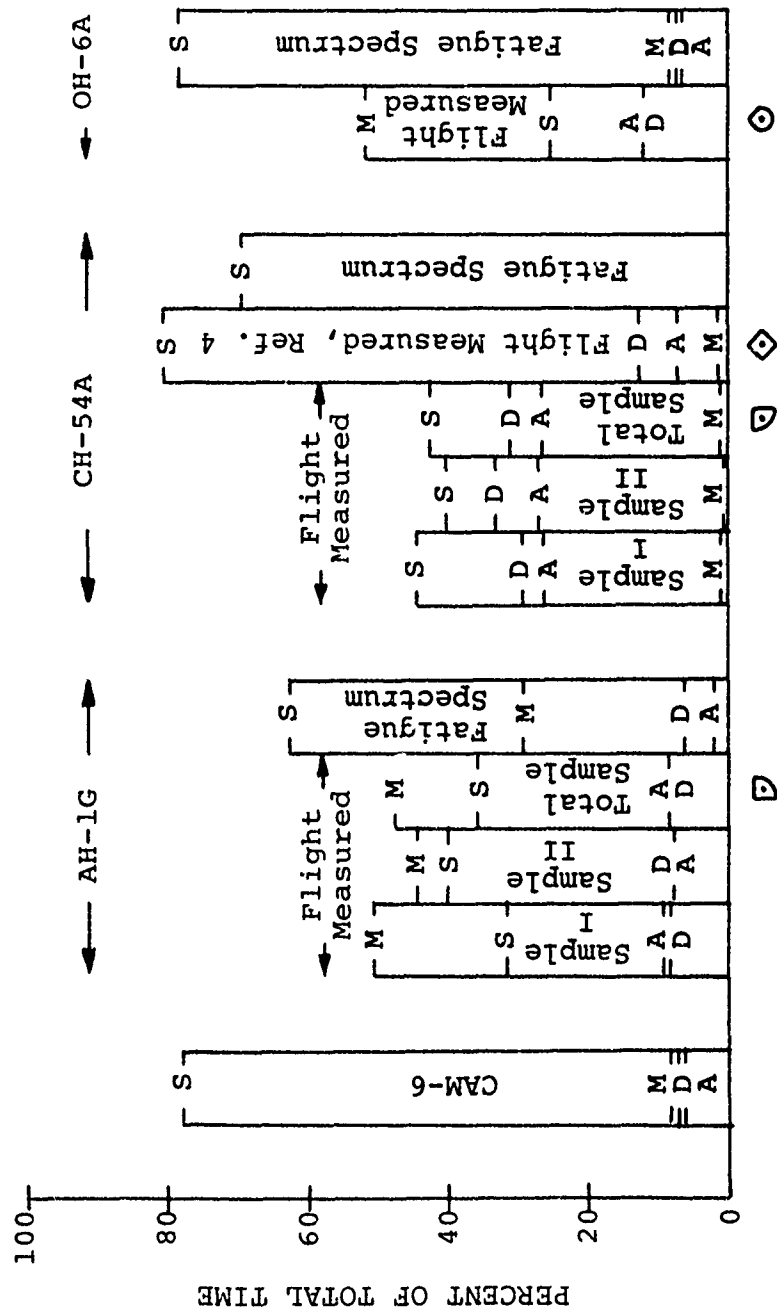 AH-1G
CH-54A
OH-6A
PERCENT OF TOTAL TIME
100
80
60
40
20
0
S
CAM-6
M
D
A
Flight
Measured
M
S
Sample
I
A
D
M
S
Sample
II
D
A
M
S
Total
Sample
A
D
S
Fatigue
Spectrum
M
D
A
Flight
Measured
S
D
A
Sample
I
M
S
D
A
Sample
II
M
S
D
A
Total
Sample
M
S
Flight Measured, Ref. 4
D
A
M
S
Fatigue Spectrum
M
Flight
Measured
S
A
D
S
Fatigue Spectrum
M
D
A